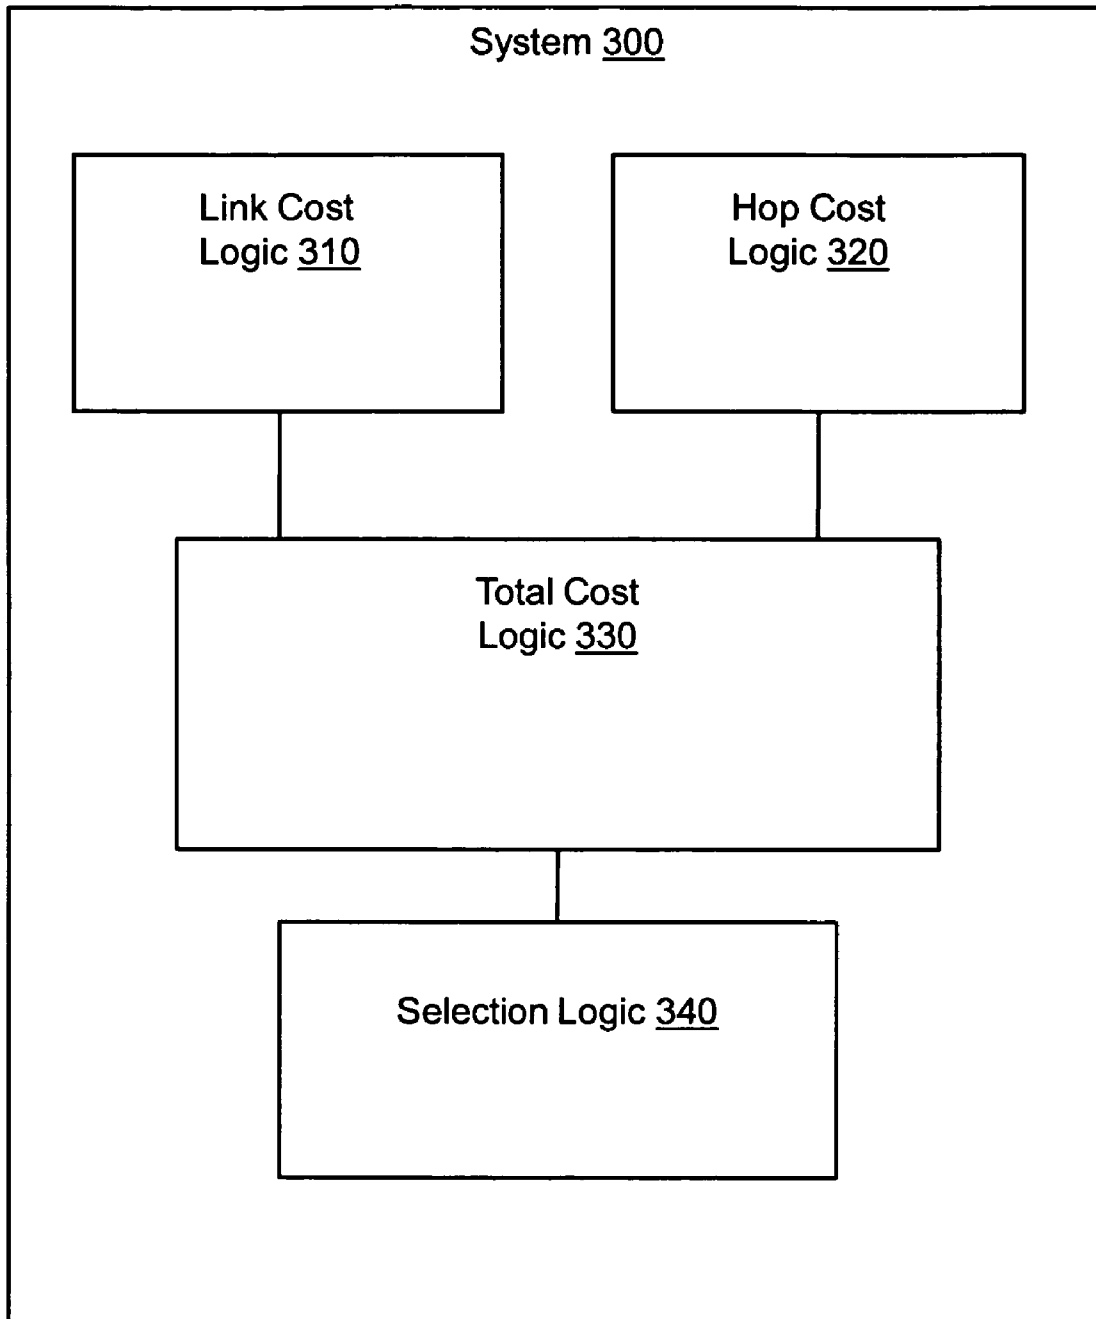 System 300
Link Cost
Logic 310
Hop Cost
Logic 320
Total Cost
Logic 330
Selection Logic 340